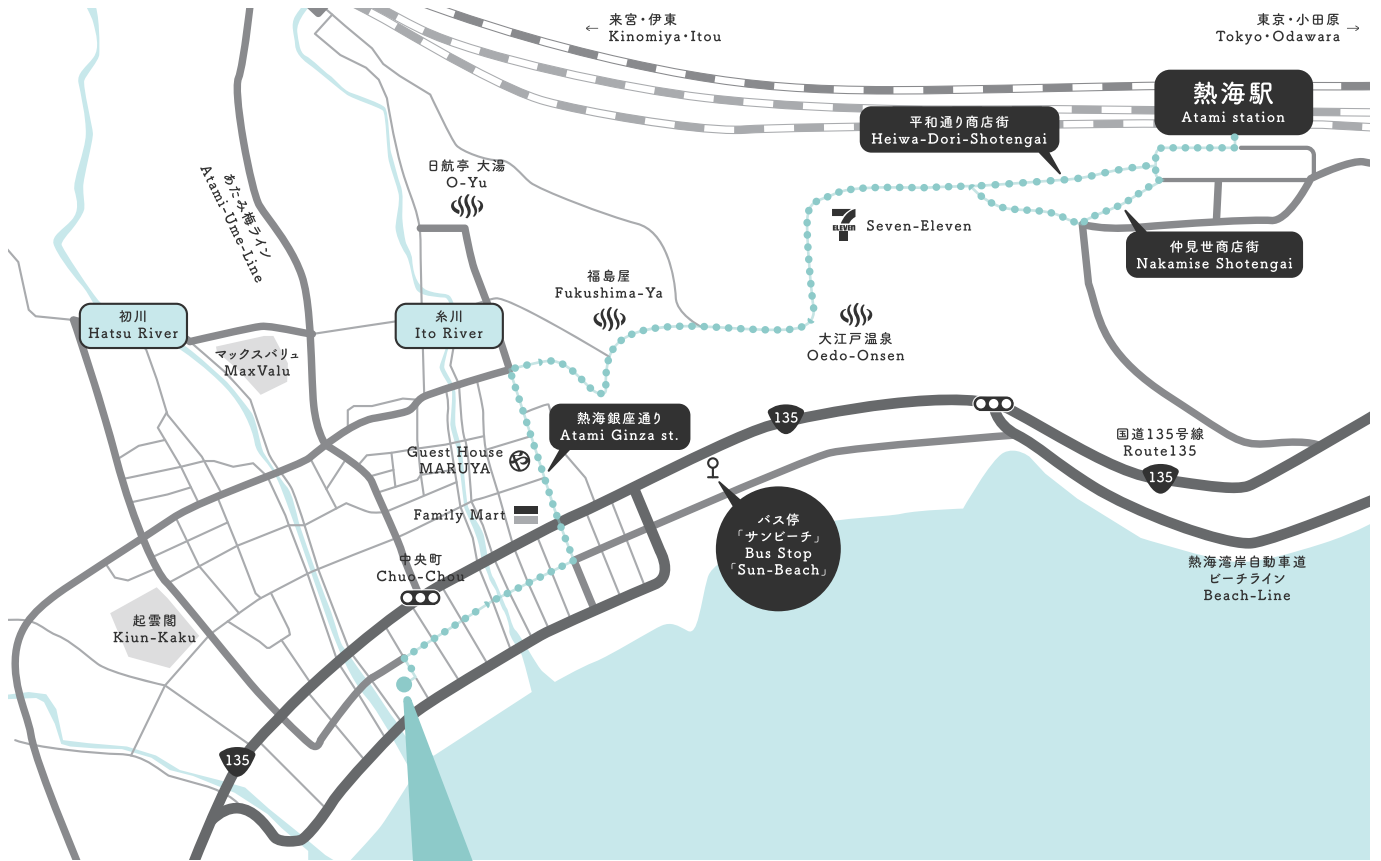 ← 来宮・伊東
Kinomiya・Itou
東京・小田原
Tokyo・Odawara →
熱海駅
Atami station
平和通り商店街
Heiwa-Dori-Shotengai
日航亭 大湯
O-Yu
あたみ梅ライン
Atami-Ume-Line
7
ELEVEN
Seven-Eleven
仲見世商店街
Nakamise Shotengai
福島屋
Fukushima-Ya
初川
Hatsu River
糸川
Ito River
大江戸温泉
Oedo-Onsen
マックスバリュ
MaxValu
熱海銀座通り
Atami Ginza st.
135
国道135号線
Route135
135
Guest House
MARUYA
や
Family Mart
バス停
「サンビーチ」
Bus Stop
「Sun-Beach」
中央町
Chuo-Chou
熱海湾岸自動車道
ビーチライン
Beach-Line
起雲閣
Kiun-Kaku
135